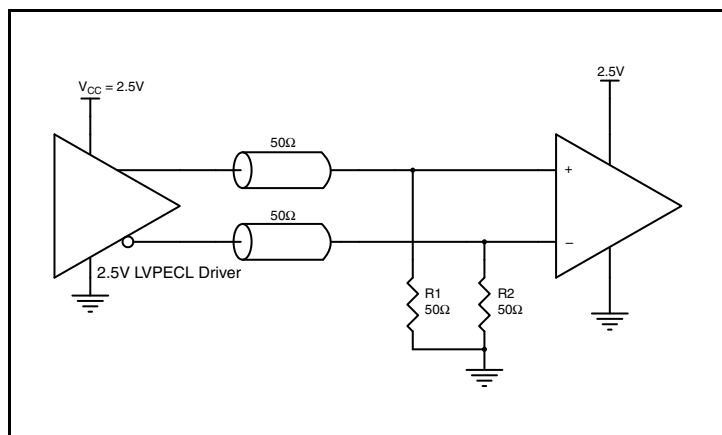 V_CC = 2.5V
2.5V
50Ω
50Ω
+
−
2.5V LVPECL Driver
R1
50Ω
R2
50Ω